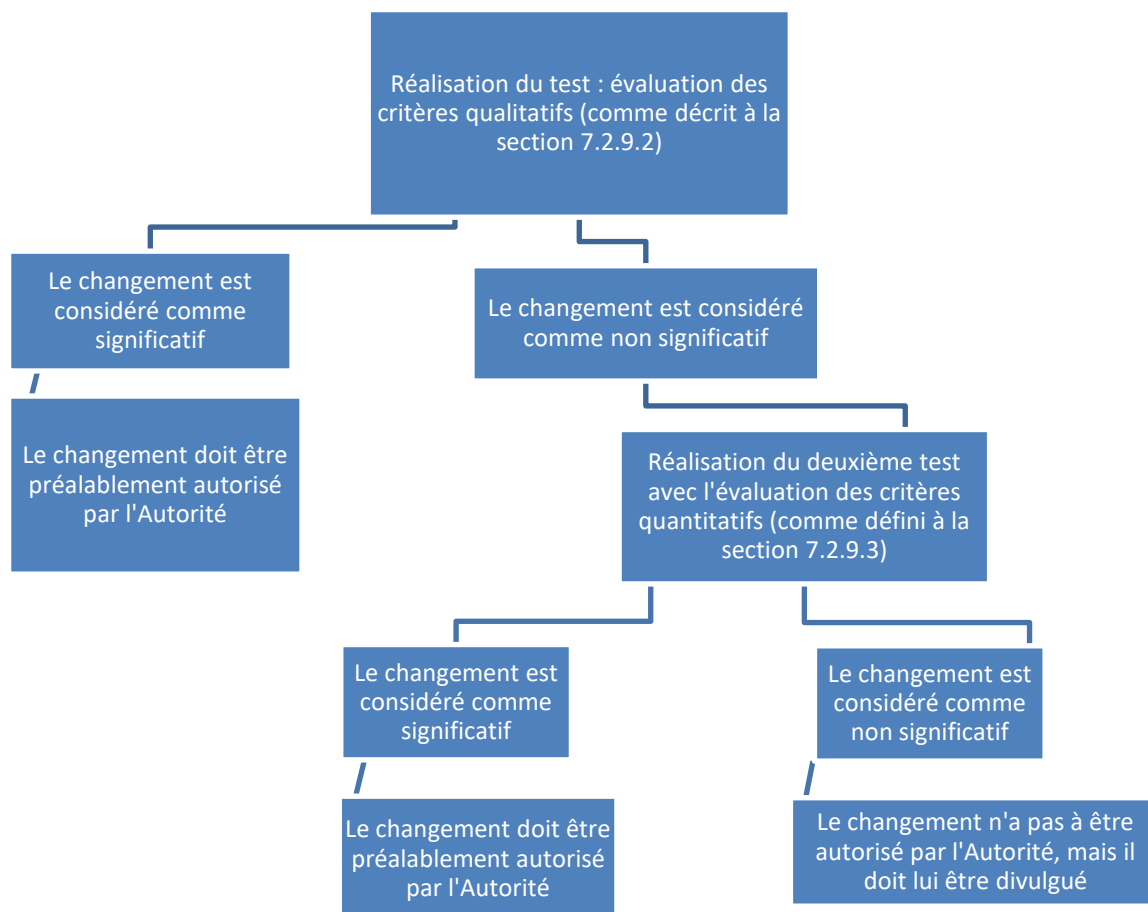 Réalisation du test : évaluation des
critères qualitatifs (comme décrit à la
section 7.2.9.2)
Le changement est
considéré comme
significatif
Le changement est considéré
comme non significatif
Le changement doit être
préalablement autorisé
par l'Autorité
Réalisation du deuxième test
avec l'évaluation des critères
quantitatifs (comme défini à la
section 7.2.9.3)
Le changement est
considéré comme
significatif
Le changement est
considéré comme
non significatif
Le changement doit être
préalablement autorisé
par l'Autorité
Le changement n'a pas à être
autorisé par l'Autorité, mais il
doit lui être divulgué